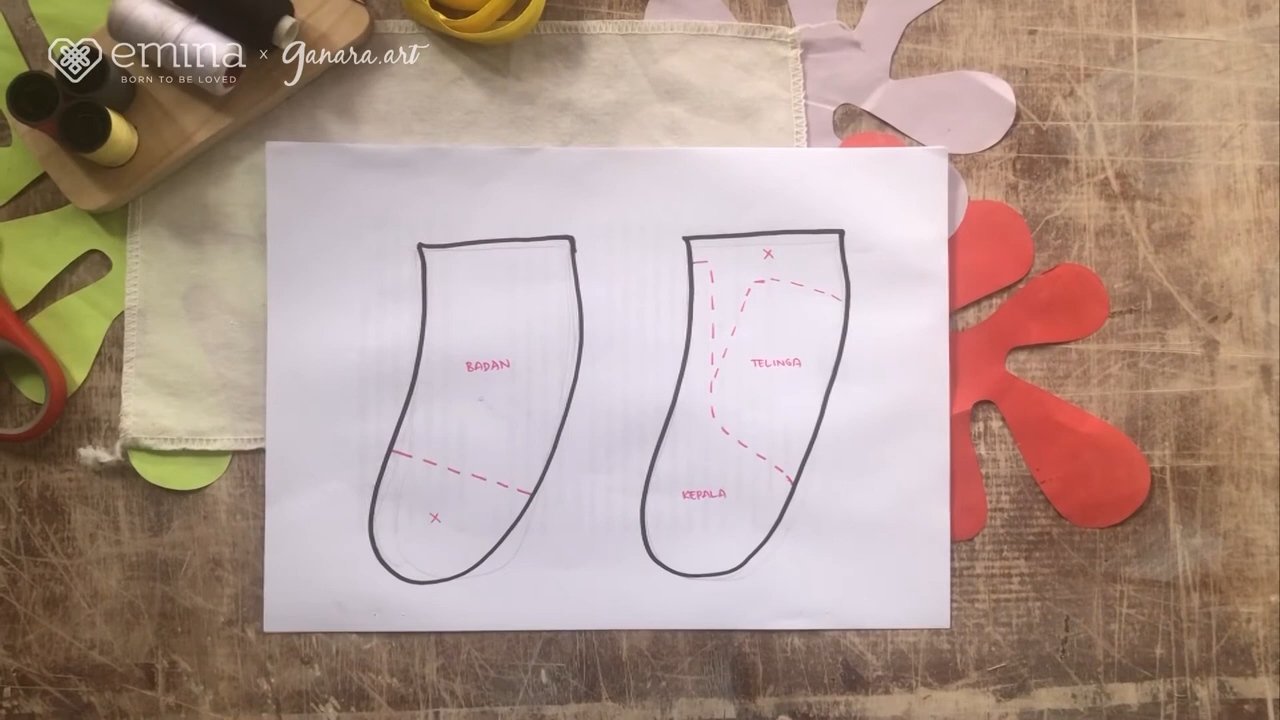 emina x ganara.art
BORN TO BE LOVED
BADAN
X
X
TELINGA
KEPALA